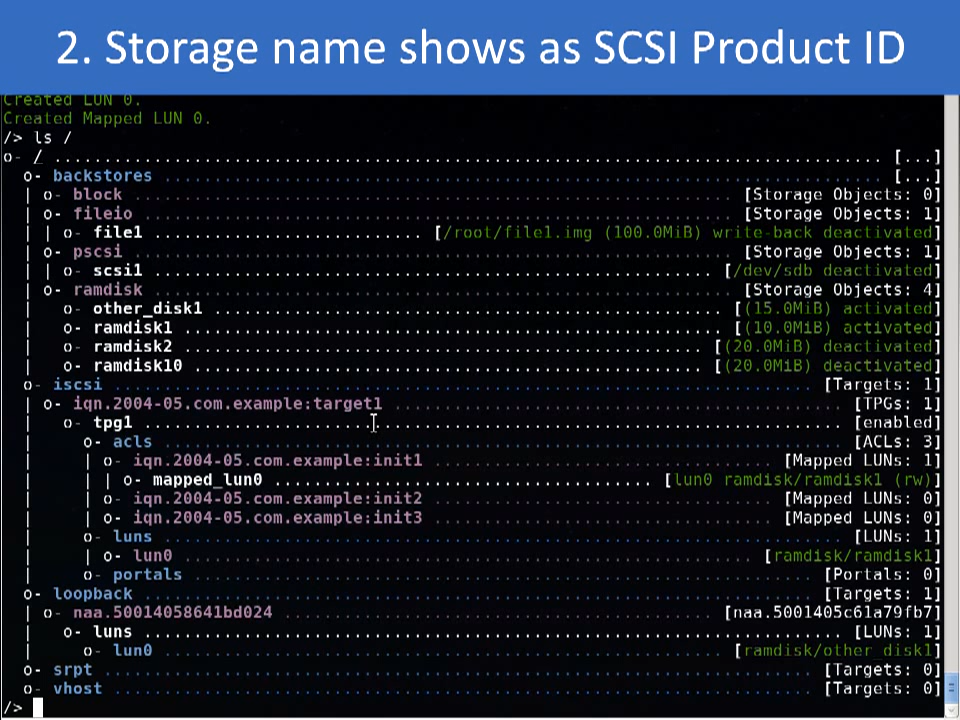 2. Storage name shows as SCSI Product ID
Created LUN 0.
Created Mapped LUN 0.
/> ls /
o- / ................................................................................... [...]
o- backstores ........................................................................ [...]
| o- block ............................................................. [Storage Objects: 0]
| o- fileio ............................................................ [Storage Objects: 1]
| | o- file1 ........................... [/root/file1.img (100.0MiB) write-back deactivated]
| o- pscsi ............................................................. [Storage Objects: 1]
| | o- scsi1 ......................................................... [/dev/sdb deactivated]
| o- ramdisk ........................................................... [Storage Objects: 4]
o- other_disk1 ................................................... [(15.0MiB) activated]
o- ramdisk1 ...................................................... [(10.0MiB) activated]
o- ramdisk2 .................................................... [(20.0MiB) deactivated]
o- ramdisk10 ................................................... [(20.0MiB) deactivated]
o- iscsi ...................................................................... [Targets: 1]
| o- iqn.2004-05.com.example:target1 ............................................. [TPGs: 1]
| o- tpg1 ...................................................................... [enabled]
| o- acls .................................................................... [ACLs: 3]
| | o- iqn.2004-05.com.example:init1 .................................. [Mapped LUNs: 1]
| | | o- mapped_lun0 ....................................... [lun0 ramdisk/ramdisk1 (rw)]
| | o- iqn.2004-05.com.example:init2 .................................. [Mapped LUNs: 0]
| | o- iqn.2004-05.com.example:init3 .................................. [Mapped LUNs: 0]
| o- luns .................................................................... [LUNs: 1]
| | o- lun0 ......................................................... [ramdisk/ramdisk1]
| o- portals .............................................................. [Portals: 0]
o- loopback ................................................................... [Targets: 1]
| o- naa.50014058641bd024 ............................................ [naa.5001405c61a79fb7]
| o- luns ...................................................................... [LUNs: 1]
| o- lun0 ........................................................ [ramdisk/other_disk1]
o- srpt ....................................................................... [Targets: 0]
o- vhost ...................................................................... [Targets: 0]
/>